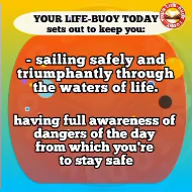 YOUR LIFE-BUOY TODAY
sets out to keep you:
- sailing safely and
triumphantly through
the waters of life.
having full awareness of
dangers of the day
from which you're
to stay safe